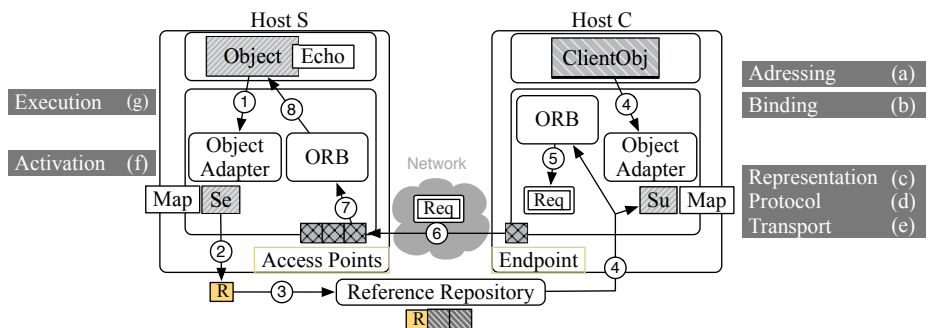 Host S
Host C
Object
Echo
ClientObj
Adressing (a)
Execution (g)
1
8
4
Binding (b)
ORB
Object
Adapter
ORB
Object
Adapter
Activation (f)
5
Network
Representation (c)
Map
Se
7
Req
Req
Su
Map
Protocol (d)
6
Transport (e)
2
Access Points
Endpoint
4
R
3
Reference Repository
R